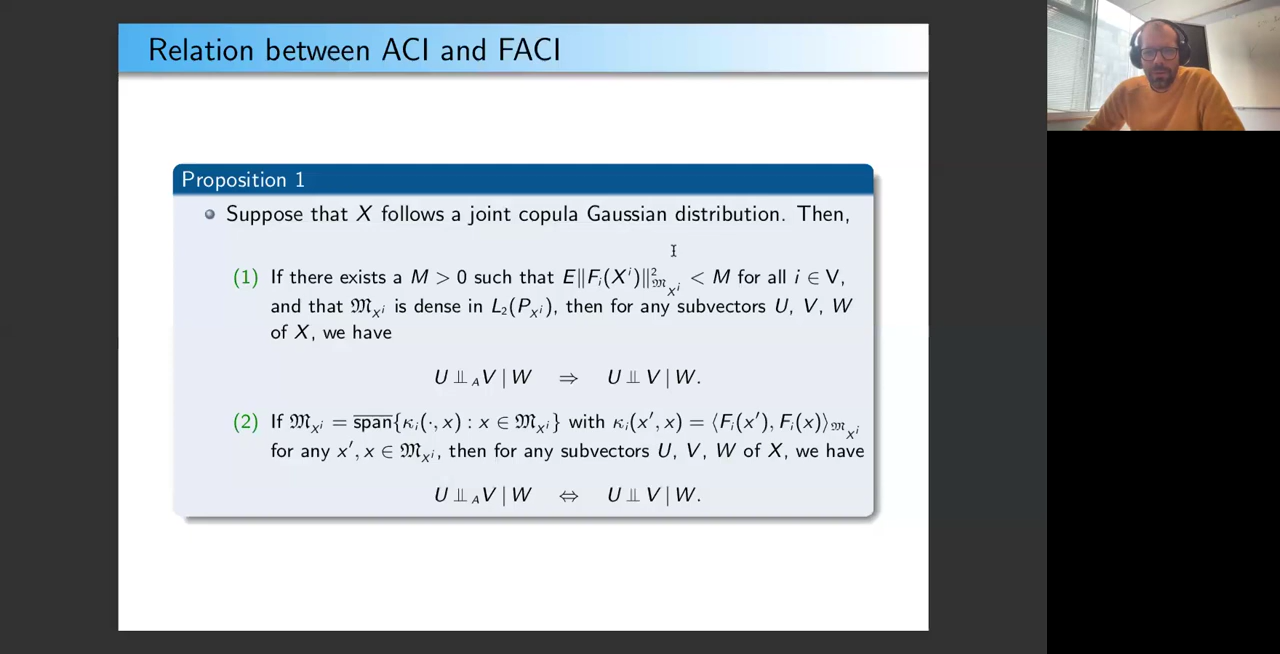 Relation between ACI and FACI
Proposition 1
Suppose that X follows a joint copula Gaussian distribution. Then,
(1) If there exists a M > 0 such that E‖F_i(X^i)‖²_{𝔐_{X^i}} < M for all i ∈ V,
and that 𝔐_{X^i} is dense in L₂(P_{X^i}), then for any subvectors U, V, W
of X, we have
U ⫫_A V | W ⇒ U ⫫ V | W.
(2) If 𝔐_{X^i} = \overline{span}{κ_i(·, x) : x ∈ 𝔐_{X^i}} with κ_i(x′, x) = ⟨F_i(x′), F_i(x)⟩_{𝔐_{X^i}}
for any x′, x ∈ 𝔐_{X^i}, then for any subvectors U, V, W of X, we have
U ⫫_A V | W ⇔ U ⫫ V | W.